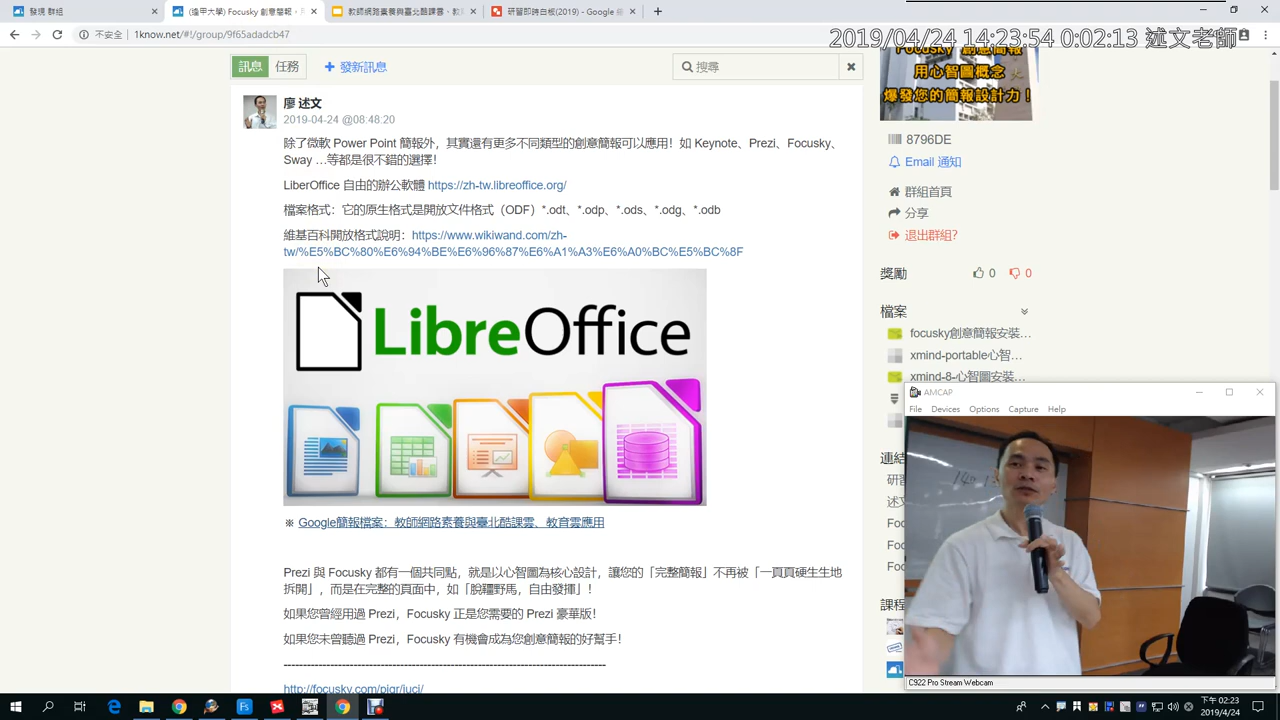 發現 群組
(逢甲大學) Focusky 創意簡報，
教師網路素養與臺北酷課雲、教
研習即時白板(2019) - Google
不安全 | 1know.net/#!/group/9f65adadcb47
2019/04/24 14:23:54 0:02:13 述文老師
訊息
任務
發新訊息
搜尋
廖 述文
2019-04-24 @08:48:20
除了微軟 Power Point 簡報外，其實還有更多不同類型的創意簡報可以應用！如 Keynote、Prezi、Focusky、
Sway …等都是很不錯的選擇！
LiberOffice 自由的辦公軟體 https://zh-tw.libreoffice.org/
檔案格式：它的原生格式是開放文件格式（ODF）*.odt、*.odp、*.ods、*.odg、*.odb
維基百科開放格式說明：https://www.wikiwand.com/zh-
tw/%E5%BC%80%E6%94%BE%E6%96%87%E6%A1%A3%E6%A0%BC%E5%BC%8F
LibreOffice
※ Google簡報檔案：教師網路素養與臺北酷課雲、教育雲應用
Prezi 與 Focusky 都有一個共同點，就是以心智圖為核心設計，讓您的「完整簡報」不再被「一頁頁硬生生地
拆開」，而是在完整的頁面中，如「脫韁野馬，自由發揮」！
如果您曾經用過 Prezi，Focusky 正是您需要的 Prezi 豪華版！
如果您未曾聽過 Prezi，Focusky 有機會成為您創意簡報的好幫手！
--------------------------------------------------------------------------------
http://focusky.com/pjqr/juci/
Focusky 創意簡報
用心智圖概念
爆發您的簡報設計力！
8796DE
Email 通知
群組首頁
分享
退出群組?
獎勵
0
0
檔案
focusky創意簡報安裝…
xmind-portable心智…
xmind-8-心智圖安裝…
連結
研習
述文
Foc
Foc
Foc
課程
AMCAP
File Devices Options Capture Help
C922 Pro Stream Webcam
下午 02:23
2019/4/24